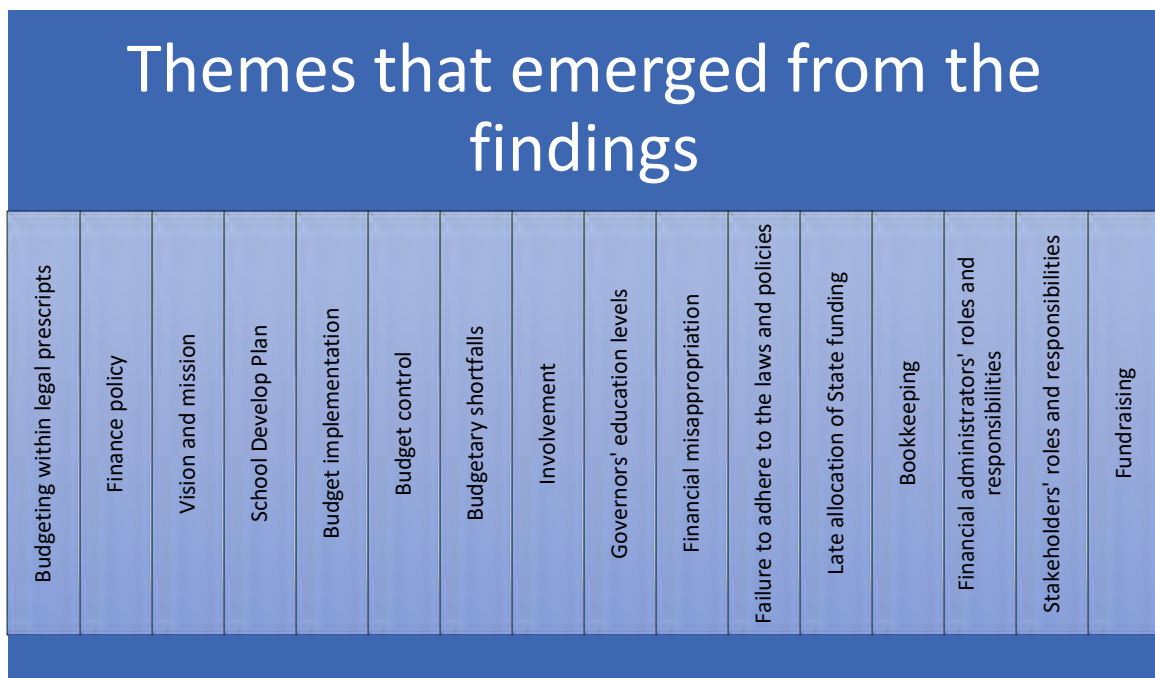 Themes that emerged from the
findings
Budgeting within legal prescripts
Finance policy
Vision and mission
School Develop Plan
Budget implementation
Budget control
Budgetary shortfalls
Involvement
Governors' education levels
Financial misappropriation
Failure to adhere to the laws and policies
Late allocation of State funding
Bookkeeping
Financial administrators' roles and
responsibilities
Stakeholders' roles and responsibilities
Fundraising